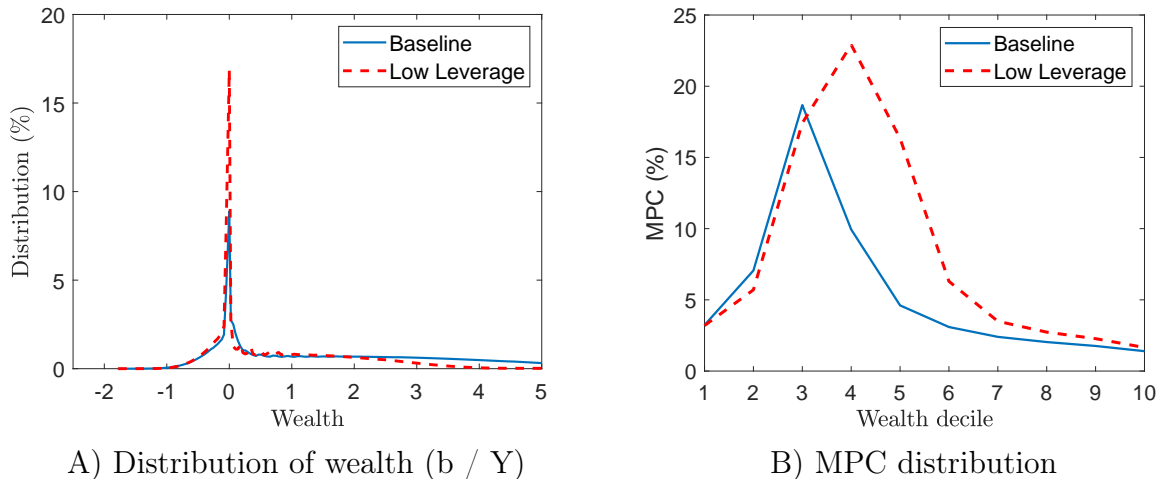 20
15
10
5
0
Distribution (%)
-2
-1
0
1
2
3
4
5
Wealth
Baseline
Low Leverage
A) Distribution of wealth (b / Y)
25
20
15
10
5
0
MPC (%)
1
2
3
4
5
6
7
8
9
10
Wealth decile
Baseline
Low Leverage
B) MPC distribution